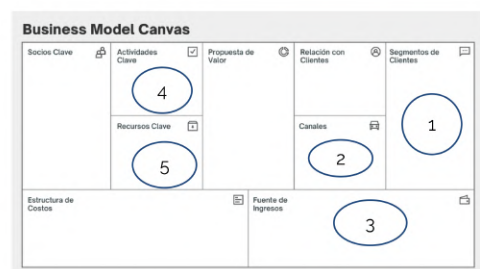 Business Model Canvas
Socios Clave
Actividades
Clave
4
Recursos Clave
5
Propuesta de
Valor
Relación con
Clientes
Canales
2
Segmentos de
Clientes
1
Estructura de
Costos
Fuente de
Ingresos
3